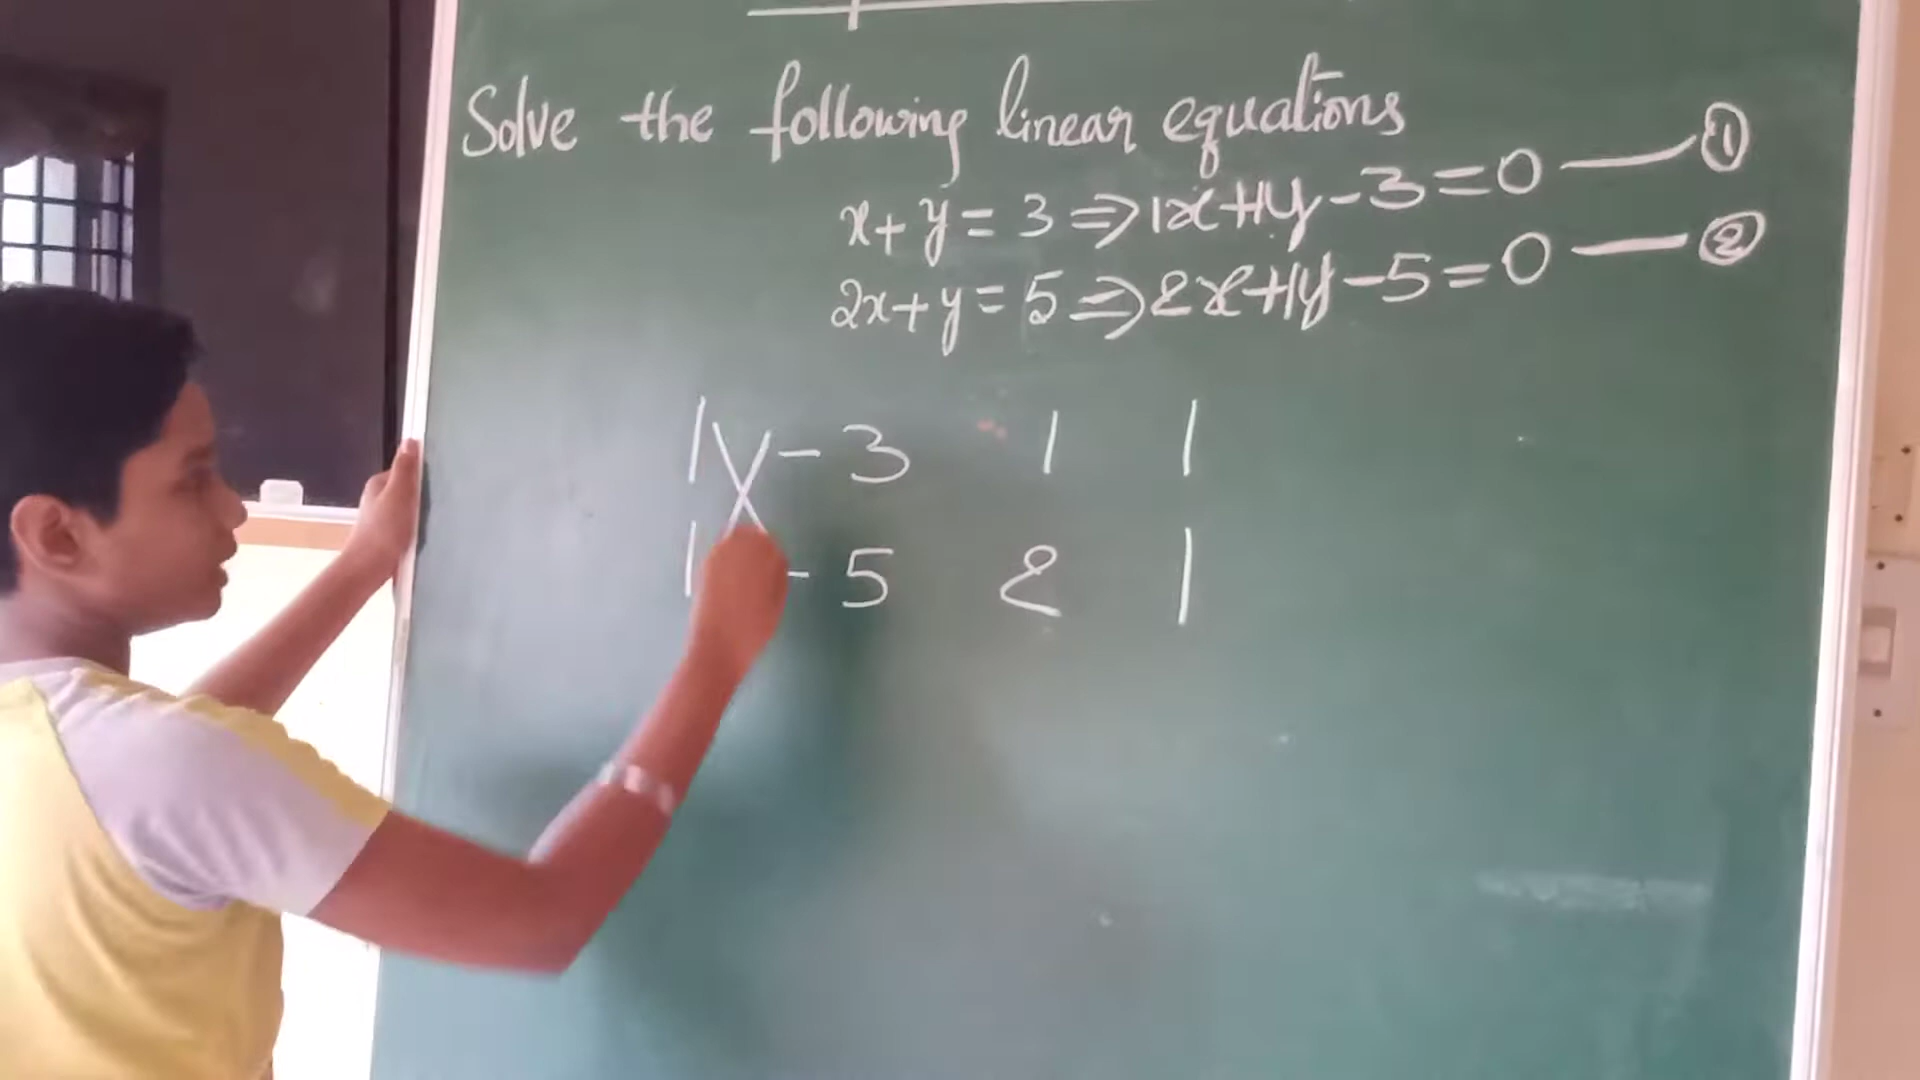 Solve the following linear equations
x + y = 3 ⇒ 1x + 1y - 3 = 0 — ①
2x + y = 5 ⇒ 2x + 1y - 5 = 0 — ②
1 - 3 1 1
1 - 5 2 1